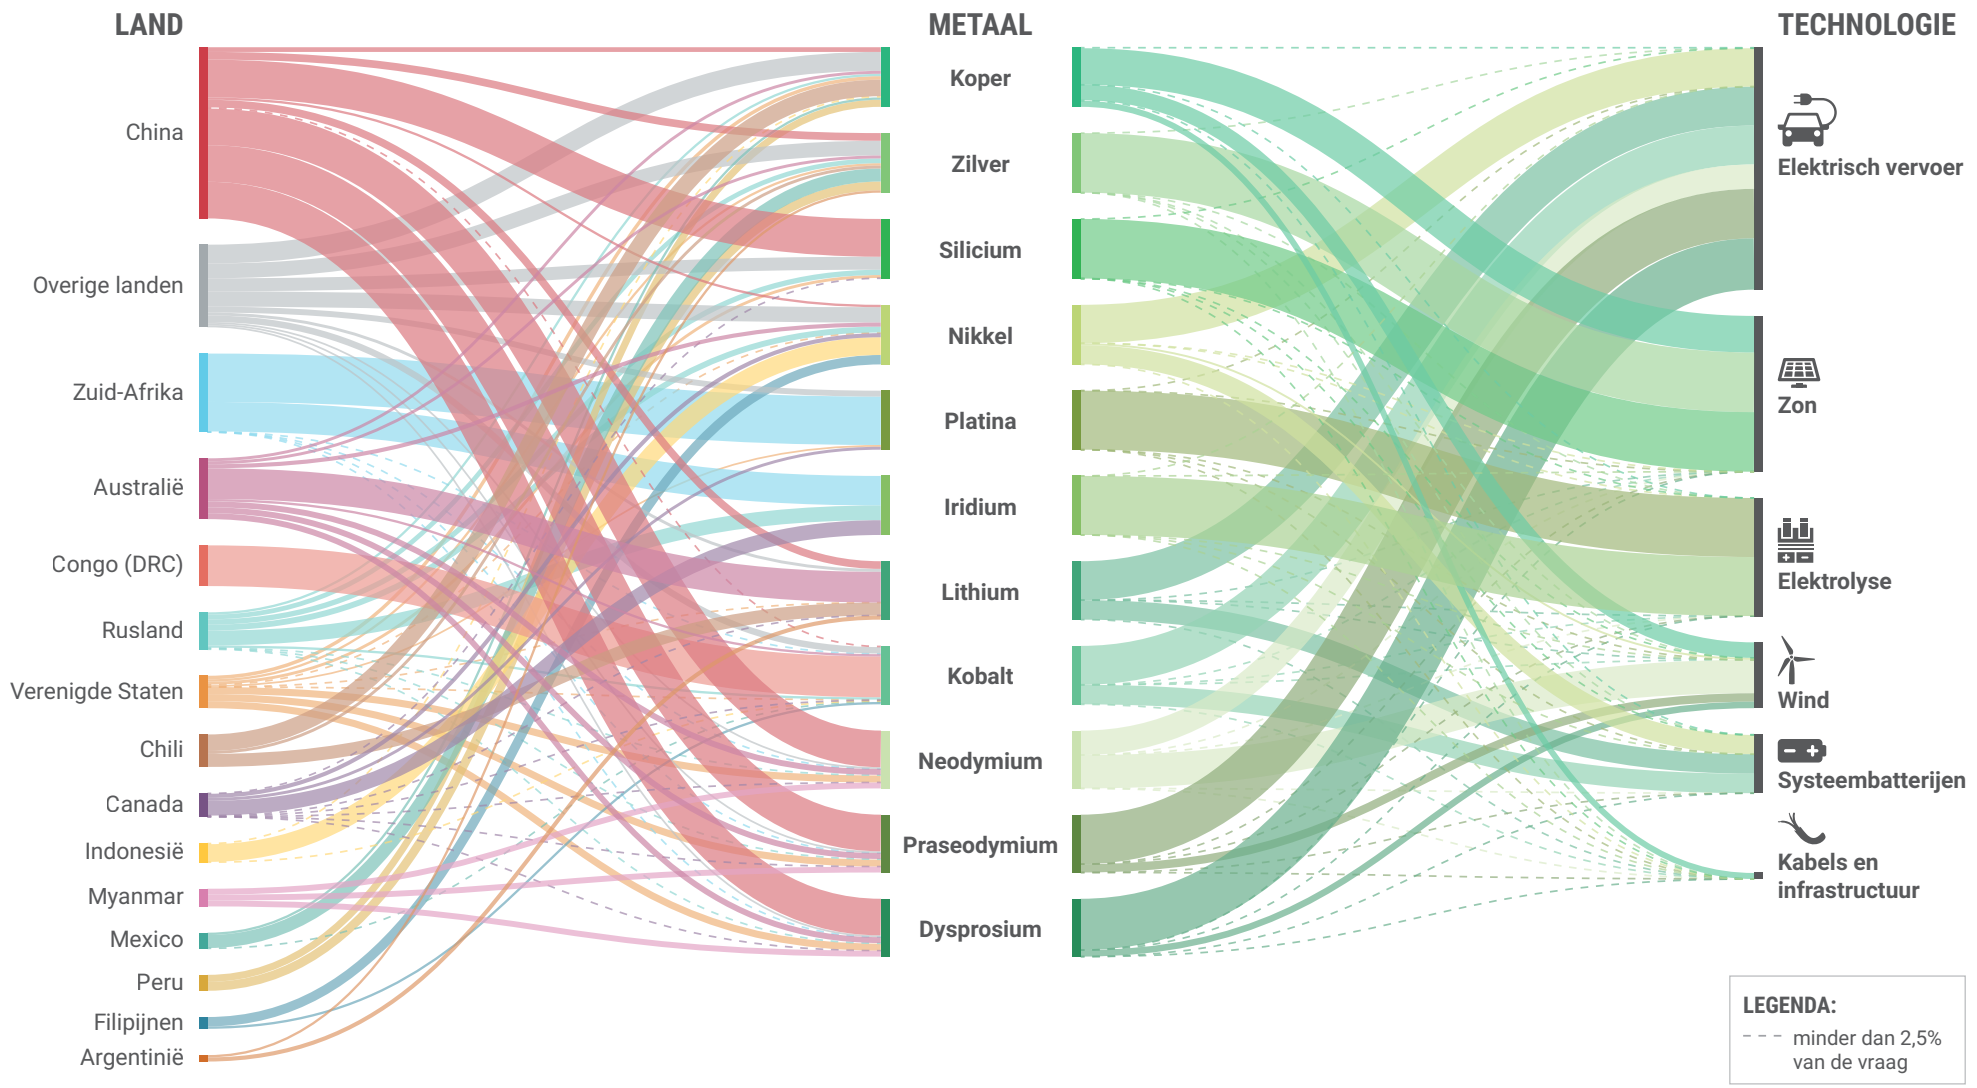 LAND
China
Overige landen
Zuid-Afrika
Australië
Congo (DRC)
Rusland
Verenigde Staten
Chili
Canada
Indonesië
Myanmar
Mexico
Peru
Filipijnen
Argentinië
METAAL
Koper
Zilver
Silicium
Nikkel
Platina
Iridium
Lithium
Kobalt
Neodymium
Praseodymium
Dysprosium
TECHNOLOGIE
Elektrisch vervoer
Zon
Elektrolyse
Wind
Systeembatterijen
Kabels en
infrastructuur
LEGENDA:
minder dan 2,5%
van de vraag